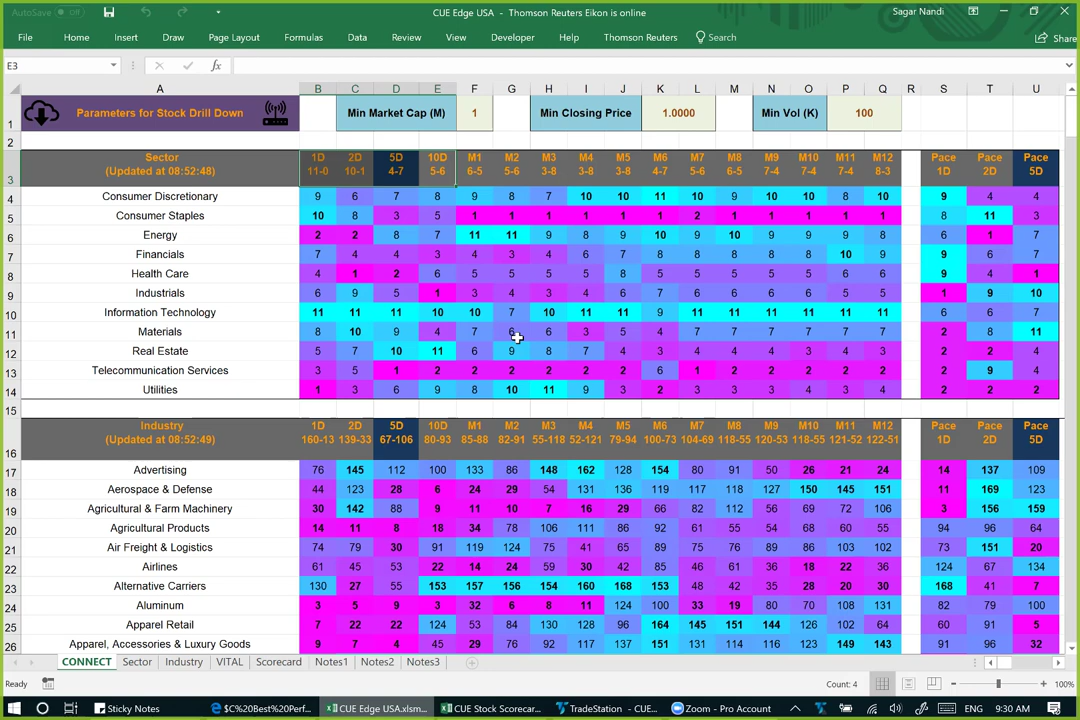 AutoSave Off
CUE Edge USA - Thomson Reuters Eikon is online
Sagar Nandi
File Home Insert Draw Page Layout Formulas Data Review View Developer Help Thomson Reuters Search Share
E3 fx
A B C D E F G H I J K L M N O P Q R S T U
1 Parameters for Stock Drill Down Min Market Cap (M) 1 Min Closing Price 1.0000 Min Vol (K) 100
2
Sector 1D 2D 5D 10D M1 M2 M3 M4 M5 M6 M7 M8 M9 M10 M11 M12 Pace Pace Pace
3 (Updated at 08:52:48) 11-0 10-1 4-7 5-6 6-5 5-6 3-8 3-8 3-8 4-7 5-6 6-5 7-4 7-4 7-4 8-3 1D 2D 5D
4 Consumer Discretionary 9 6 7 8 9 8 7 10 10 11 10 9 10 10 8 10 9 4 4
5 Consumer Staples 10 8 3 5 1 1 1 1 1 1 2 1 1 1 1 1 8 11 3
6 Energy 2 2 8 7 11 11 9 8 9 10 9 10 9 9 9 8 6 1 7
7 Financials 7 4 4 3 4 3 4 6 7 8 8 8 8 8 10 9 9 6 7
8 Health Care 4 1 2 6 5 5 5 5 8 5 5 5 5 5 6 6 9 4 1
9 Industrials 6 9 5 1 3 4 3 4 6 7 6 6 6 6 5 5 1 9 10
10 Information Technology 11 11 11 10 10 7 10 11 11 9 11 11 11 11 11 11 6 7 6
11 Materials 8 10 9 4 7 6 6 3 5 4 7 7 7 7 7 7 2 8 11
12 Real Estate 5 7 10 11 6 9 8 7 4 3 4 4 4 3 4 3 2 2 4
13 Telecommunication Services 3 5 1 2 2 2 2 2 2 6 1 2 2 2 2 2 2 9 4
14 Utilities 1 3 6 9 8 10 11 9 3 2 3 3 3 4 3 4 2 2 2
15
Industry 1D 2D 5D 10D M1 M2 M3 M4 M5 M6 M7 M8 M9 M10 M11 M12 Pace Pace Pace
16 (Updated at 08:52:49) 160-13 139-33 67-106 80-93 85-88 82-91 55-118 52-121 79-94 100-73 104-69 118-55 120-53 118-55 121-52 122-51 1D 2D 5D
17 Advertising 76 145 112 100 133 86 148 162 128 154 80 91 50 26 21 24 14 137 109
18 Aerospace & Defense 44 123 28 6 24 29 54 131 136 119 117 118 127 150 145 151 11 169 123
19 Agricultural & Farm Machinery 30 142 88 9 11 10 7 16 29 66 82 112 56 69 72 106 3 156 159
20 Agricultural Products 14 11 8 18 34 78 106 111 86 92 61 55 54 68 60 55 94 96 64
21 Air Freight & Logistics 74 79 30 91 119 124 75 41 65 89 75 76 89 86 103 102 73 151 20
22 Airlines 61 45 53 22 14 24 59 30 42 85 46 61 36 18 22 36 124 67 134
23 Alternative Carriers 130 27 55 153 157 156 154 160 168 153 48 42 35 28 20 30 168 41 7
24 Aluminum 3 5 9 3 32 6 8 11 124 100 33 19 80 70 108 131 82 79 100
25 Apparel Retail 7 22 22 124 53 84 130 128 96 164 145 151 144 126 102 64 60 91 5
26 Apparel, Accessories & Luxury Goods 9 7 4 45 29 76 92 117 137 151 131 114 116 122 149 143 91 96 32
CONNECT Sector Industry VITAL Scorecard Notes1 Notes2 Notes3
Ready Count: 4 100%
Sticky Notes $C%20Best%20Perf... CUE Edge USA.xlsm... CUE Stock Scorecar... TradeStation - CUE... Zoom - Pro Account ENG 9:30 AM